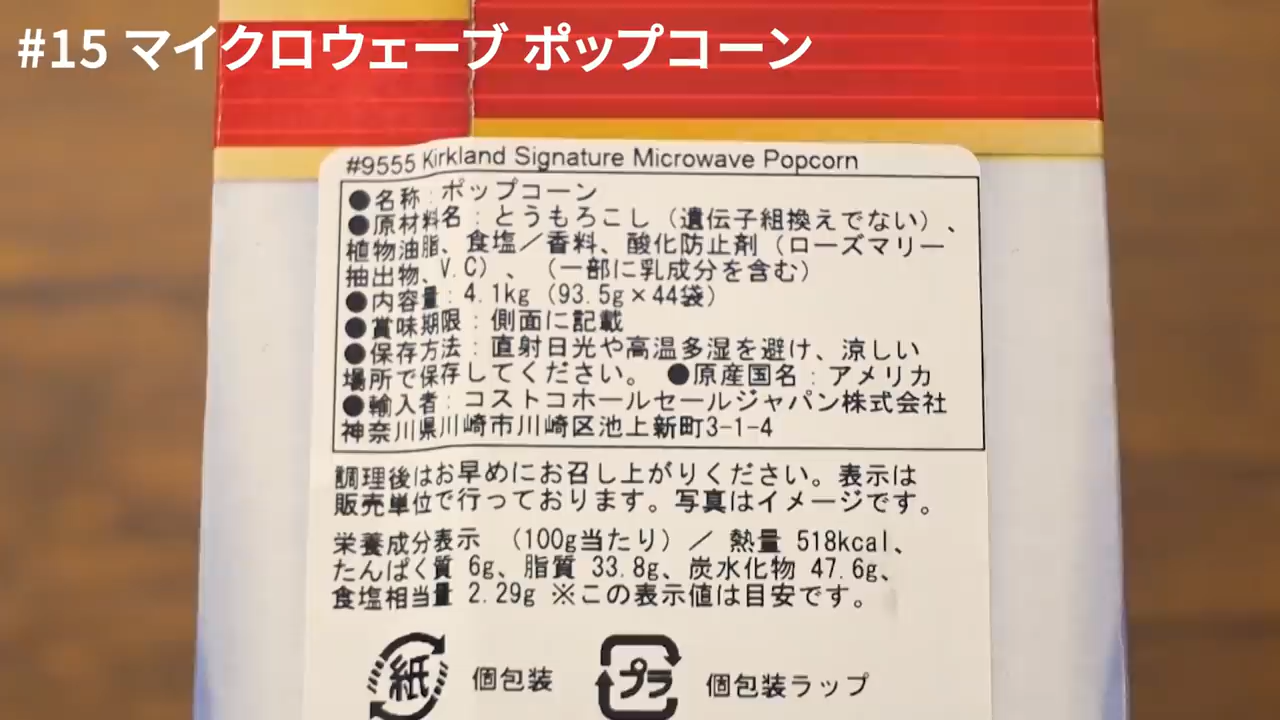 #15 マイクロウェーブ ポップコーン
#9555 Kirkland Signature Microwave Popcorn
●名称：ポップコーン
●原材料名：とうもろこし（遺伝子組換えでない）、
植物油脂、食塩／香料、酸化防止剤（ローズマリー
抽出物、V.C）、（一部に乳成分を含む）
●内容量：4.1kg（93.5g×44袋）
●賞味期限：側面に記載
●保存方法：直射日光や高温多湿を避け、涼しい
場所で保存してください。 ●原産国名：アメリカ
●輸入者：コストコホールセールジャパン株式会社
神奈川県川崎市川崎区池上新町3-1-4
調理後はお早めにお召し上がりください。表示は
販売単位で行っております。写真はイメージです。
栄養成分表示 （100g当たり）／ 熱量 518kcal、
たんぱく質 6g、脂質 33.8g、炭水化物 47.6g、
食塩相当量 2.29g ※この表示値は目安です。
紙 個包装 プラ 個包装ラップ